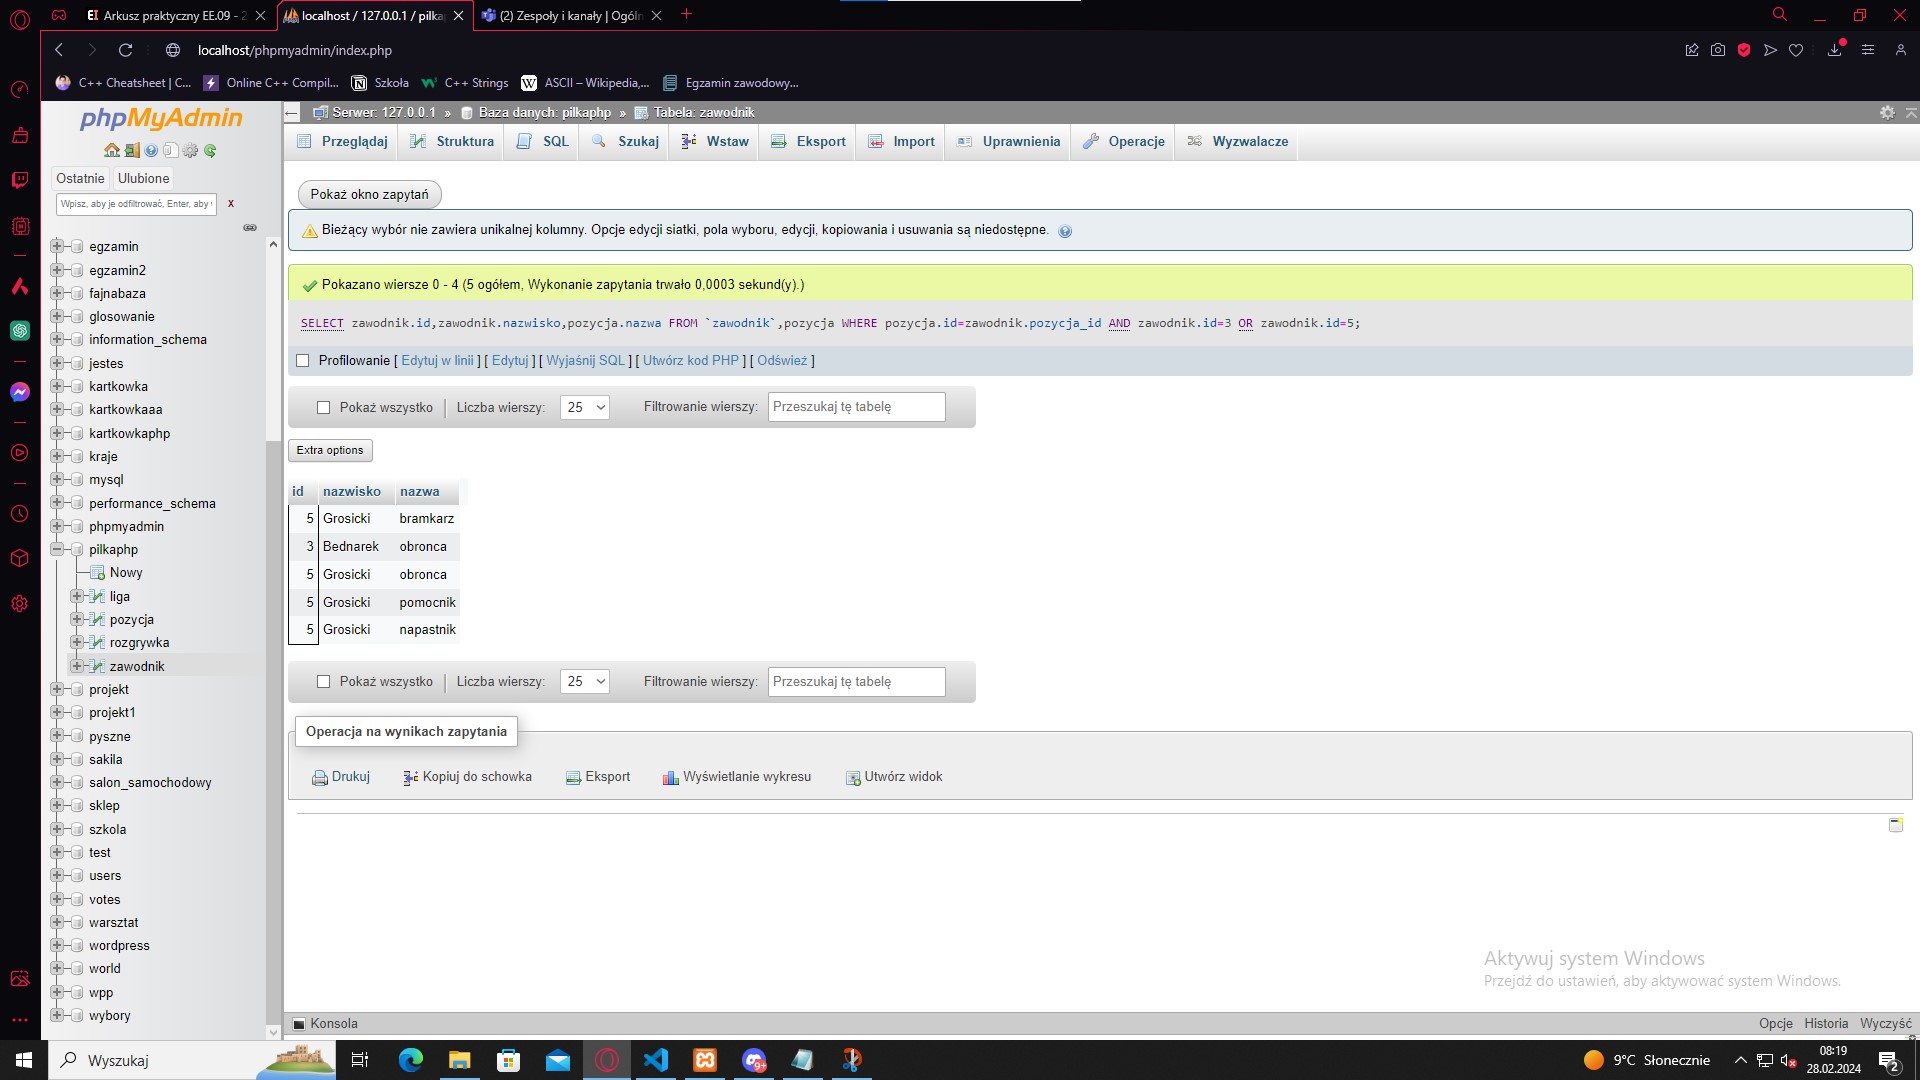 Arkusz praktyczny EE.09 - 2
localhost / 127.0.0.1 / pilka
(2) Zespoły i kanały | Ogóln
localhost/phpmyadmin/index.php
C++ Cheatsheet | C...
Online C++ Compil...
Szkoła
C++ Strings
ASCII – Wikipedia,...
Egzamin zawodowy...
phpMyAdmin
Ostatnie
Ulubione
Wpisz, aby je odfiltrować, Enter, aby
X
egzamin
egzamin2
fajnabaza
glosowanie
information_schema
jestes
kartkowka
kartkowkaaa
kartkowkaphp
kraje
mysql
performance_schema
phpmyadmin
pilkaphp
Nowy
liga
pozycja
rozgrywka
zawodnik
projekt
projekt1
pyszne
sakila
salon_samochodowy
sklep
szkola
test
users
votes
warsztat
wordpress
world
wpp
wybory
Serwer: 127.0.0.1 » Baza danych: pilkaphp » Tabela: zawodnik
Przeglądaj
Struktura
SQL
Szukaj
Wstaw
Eksport
Import
Uprawnienia
Operacje
Wyzwalacze
Pokaż okno zapytań
Bieżący wybór nie zawiera unikalnej kolumny. Opcje edycji siatki, pola wyboru, edycji, kopiowania i usuwania są niedostępne.
Pokazano wiersze 0 - 4 (5 ogółem, Wykonanie zapytania trwało 0,0003 sekund(y).)
SELECT zawodnik.id,zawodnik.nazwisko,pozycja.nazwa FROM `zawodnik`,pozycja WHERE pozycja.id=zawodnik.pozycja_id AND zawodnik.id=3 OR zawodnik.id=5;
Profilowanie [ Edytuj w linii ] [ Edytuj ] [ Wyjaśnij SQL ] [ Utwórz kod PHP ] [ Odśwież ]
Pokaż wszystko | Liczba wierszy: 25 Filtrowanie wierszy: Przeszukaj tę tabelę
Extra options
id nazwisko nazwa
5 Grosicki bramkarz
3 Bednarek obronca
5 Grosicki obronca
5 Grosicki pomocnik
5 Grosicki napastnik
Pokaż wszystko | Liczba wierszy: 25 Filtrowanie wierszy: Przeszukaj tę tabelę
Operacja na wynikach zapytania
Drukuj
Kopiuj do schowka
Eksport
Wyświetlanie wykresu
Utwórz widok
Aktywuj system Windows
Przejdź do ustawień, aby aktywować system Windows.
Konsola
Opcje Historia Wyczyść
Wyszukaj
9+
9°C Słonecznie
08:19
28.02.2024
2